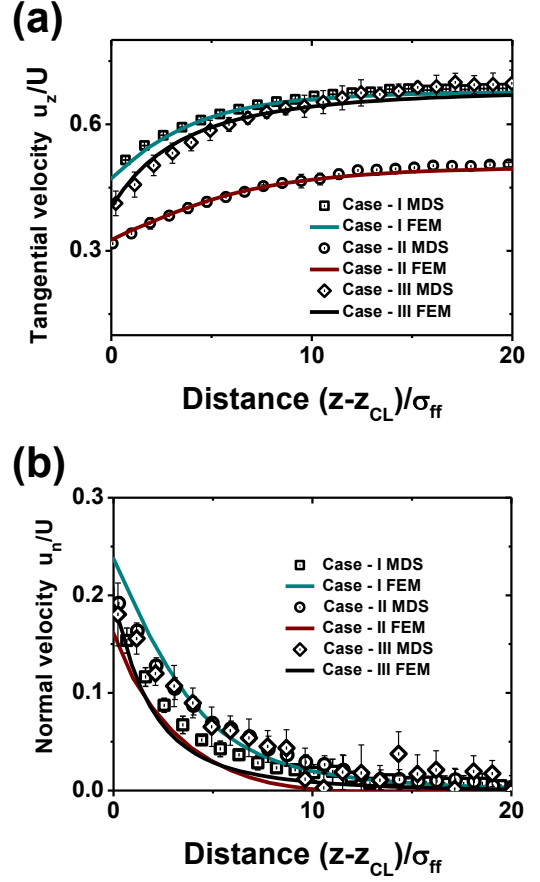 (a)
Tangential velocity u_z/U
0.6
0.3
Case - I MDS
Case - I FEM
Case - II MDS
Case - II FEM
Case - III MDS
Case - III FEM
0 10 20
Distance (z-z_CL)/σ_ff
(b)
Normal velocity u_n/U
0.3
0.2
0.1
0.0
Case - I MDS
Case - I FEM
Case - II MDS
Case - II FEM
Case - III MDS
Case - III FEM
0 10 20
Distance (z-z_CL)/σ_ff